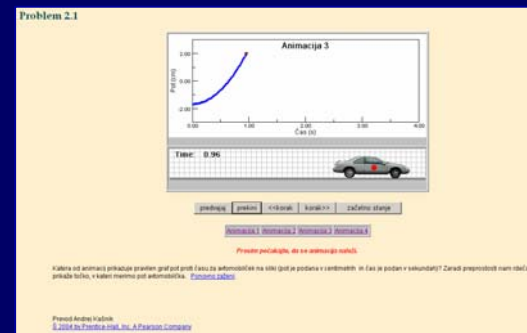 Problem 2.1
Animacija 3
Pot (cm)
2.00
0.00
-2.00
0.00 1.00 2.00 3.00 4.00
Čas (s)
Time: 0.96
predvajaj prekini <<korak korak>> začetno stanje
Animacija 1 Animacija 2 Animacija 3 Animacija 4
Prosim počakajte, da se animacija naloži.
Katera od animacij prikazuje pravilen graf pot proti času za avtomobilček na sliki (pot je podana v centimetrih in čas je podan v sekundah)? Zaradi preprostosti nam rdeča
prikaže točko, v kateri merimo pot avtomobilčka. Ponovno zaženi
Prevod Andrej
© 2004 by Prentice-Hall, Inc. A Pearson Company